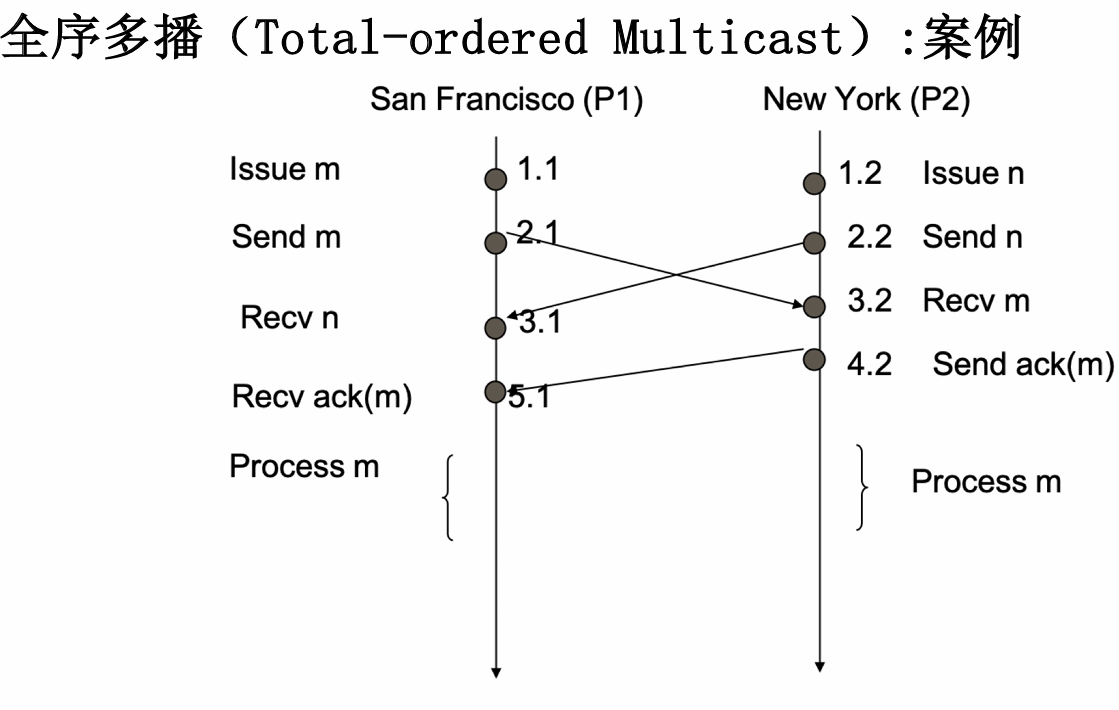 全序多播（Total-ordered Multicast）:案例
San Francisco (P1)
New York (P2)
Issue m
1.1
1.2
Issue n
Send m
2.1
2.2
Send n
Recv n
3.1
3.2
Recv m
4.2
Send ack(m)
Recv ack(m)
5.1
Process m
Process m